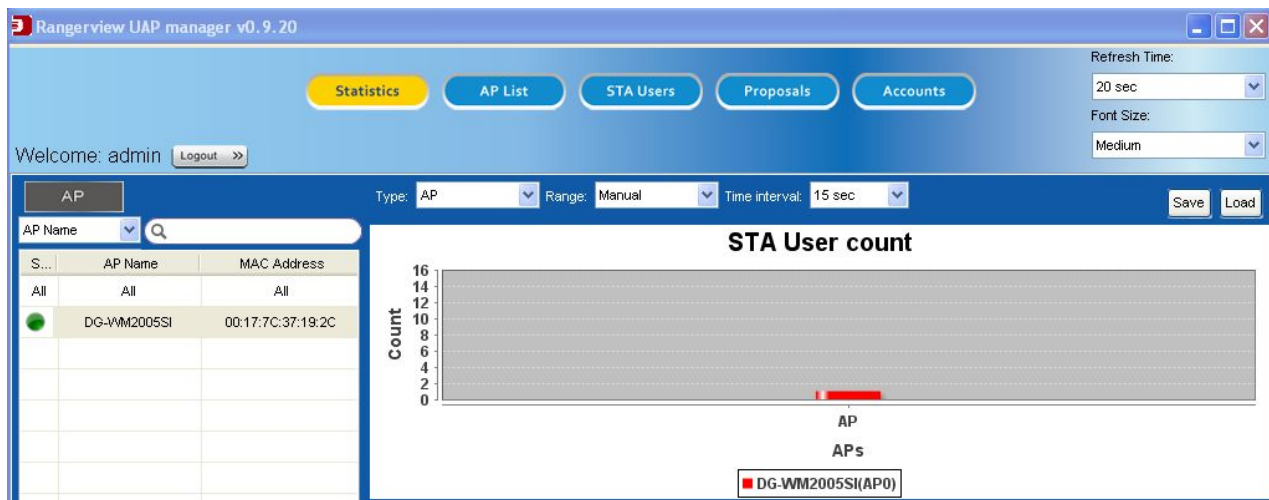 Rangerview UAP manager v0.9.20
Refresh Time:
Statistics AP List STA Users Proposals Accounts
20 sec
Font Size:
Medium
Welcome: admin Logout >>
AP
Type: AP Range: Manual Time interval: 15 sec
Save Load
AP Name
S... AP Name MAC Address
All All All
DG-WM2005SI 00:17:7C:37:19:2C
STA User count
Count
16
14
12
10
8
6
4
2
0
AP
APs
DG-WM2005SI(AP0)